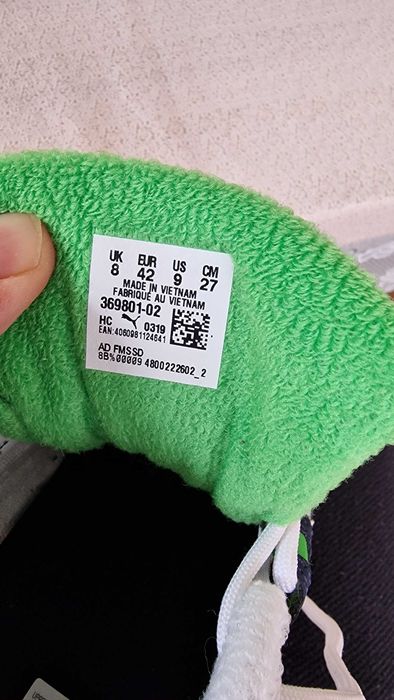 UK EUR US CM
8 42 9 27
MADE IN VIETNAM
FABRIQUÉ AU VIETNAM
369801-02
HC 0319
EAN:4060981124641
AD FMSSD
8B%00009 4800222602_2